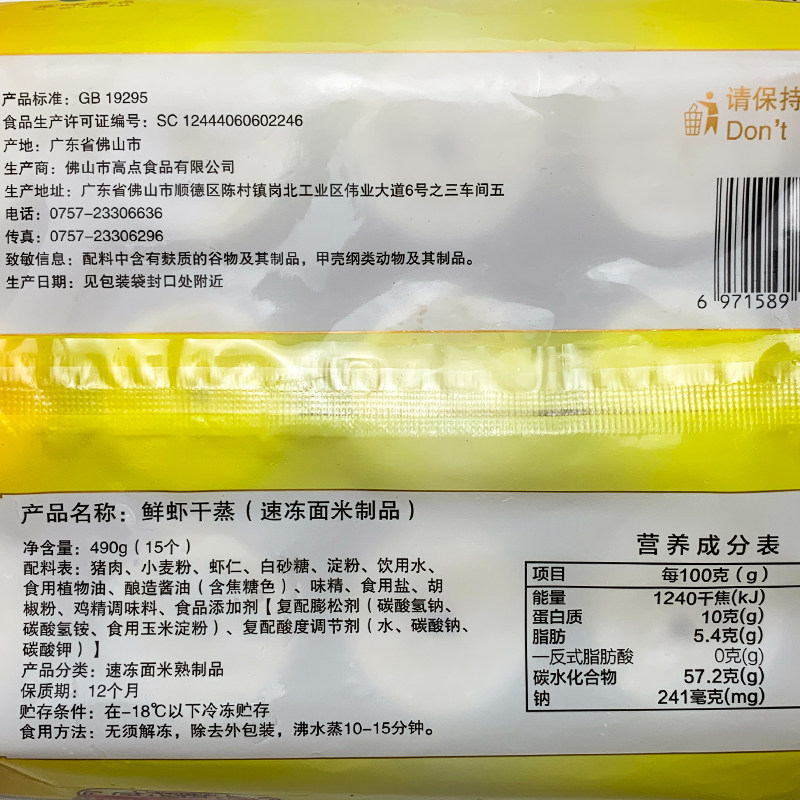 产品标准：GB 19295
食品生产许可证编号：SC 12444060602246
产地：广东省佛山市
生产商：佛山市高点食品有限公司
生产地址：广东省佛山市顺德区陈村镇岗北工业区伟业大道6号之三车间五
电话：0757-23306636
传真：0757-23306296
致敏信息：配料中含有麸质的谷物及其制品，甲壳纲类动物及其制品。
生产日期：见包装袋封口处附近
请保持
Don't
6 971589
产品名称：鲜虾干蒸（速冻面米制品）
净含量：490g（15个）
配料表：猪肉、小麦粉、虾仁、白砂糖、淀粉、饮用水、
食用植物油、酿造酱油（含焦糖色）、味精、食用盐、胡
椒粉、鸡精调味料、食品添加剂【复配膨松剂（碳酸氢钠、
碳酸氢铵、食用玉米淀粉）、复配酸度调节剂（水、碳酸钠、
碳酸钾）】
产品分类：速冻面米熟制品
保质期：12个月
贮存条件：在-18℃以下冷冻贮存
食用方法：无须解冻，除去外包装，沸水蒸10-15分钟。
营养成分表
项目 每100克（g）
能量 1240千焦(kJ)
蛋白质 10克(g)
脂肪 5.4克(g)
—反式脂肪酸 0克(g)
碳水化合物 57.2克(g)
钠 241毫克(mg)